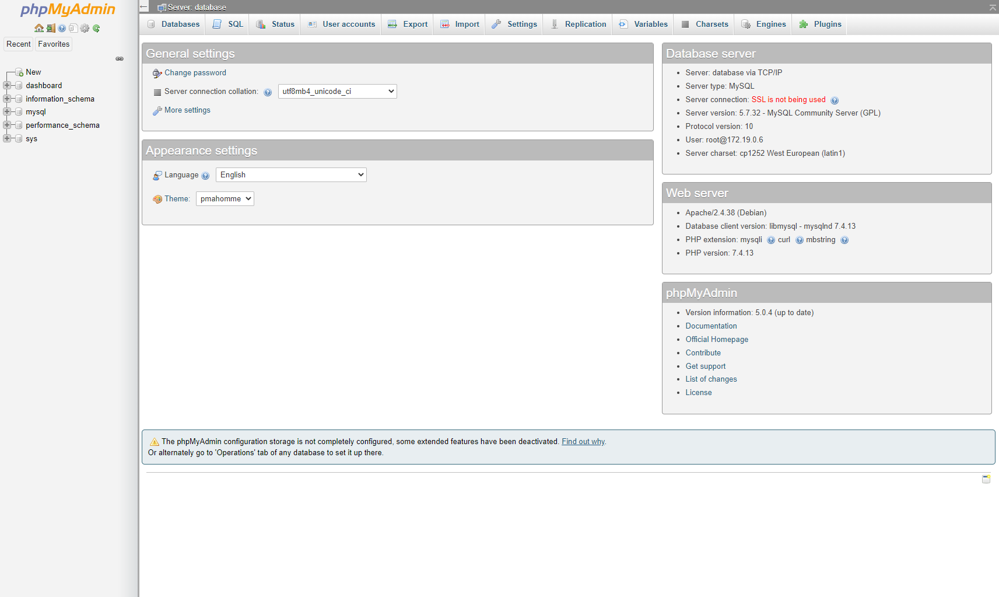 phpMyAdmin
Recent Favorites
New
dashboard
information_schema
mysql
performance_schema
sys
Server: database
Databases SQL Status User accounts Export Import Settings Replication Variables Charsets Engines Plugins
General settings
Change password
Server connection collation: utf8mb4_unicode_ci
More settings
Appearance settings
Language English
Theme: pmahomme
Database server
Server: database via TCP/IP
Server type: MySQL
Server connection: SSL is not being used
Server version: 5.7.32 - MySQL Community Server (GPL)
Protocol version: 10
User: root@172.19.0.6
Server charset: cp1252 West European (latin1)
Web server
Apache/2.4.38 (Debian)
Database client version: libmysql - mysqlnd 7.4.13
PHP extension: mysqli curl mbstring
PHP version: 7.4.13
phpMyAdmin
Version information: 5.0.4 (up to date)
Documentation
Official Homepage
Contribute
Get support
List of changes
License
The phpMyAdmin configuration storage is not completely configured, some extended features have been deactivated. Find out why.
Or alternately go to 'Operations' tab of any database to set it up there.